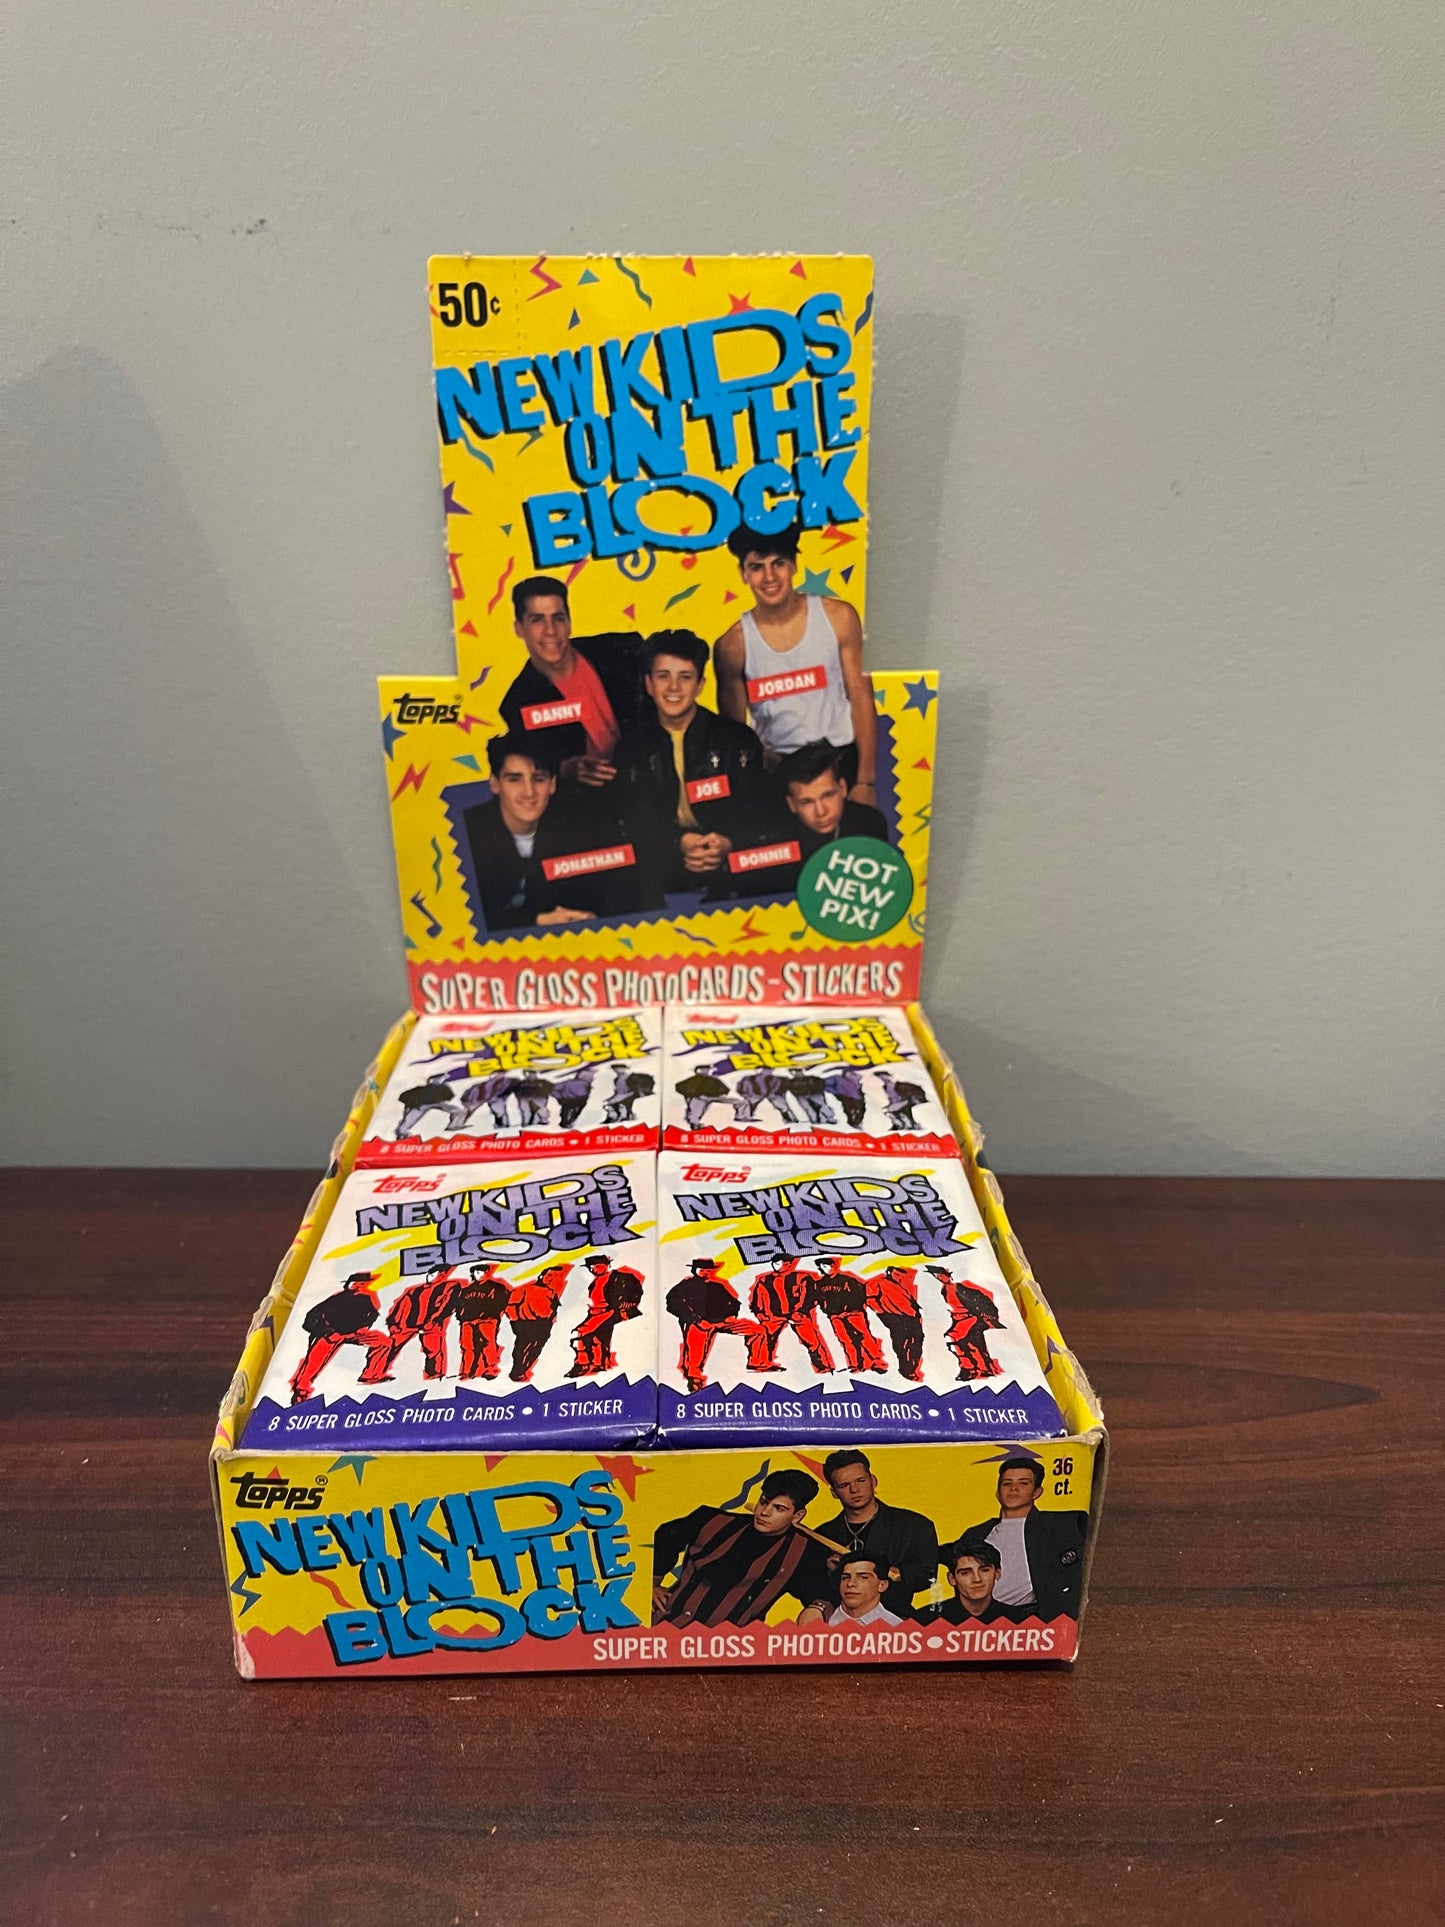 50¢
NEW KIDS
ON THE
BLOCK
JORDAN
DANNY
Topps®
JOE
JONATHAN
DONNIE
HOT
NEW
PIX!
SUPER GLOSS PHOTOCARDS - STICKERS
NEW KIDS
ON THE
BLOCK
8 SUPER GLOSS PHOTO CARDS • 1 STICKER
NEW KIDS
ON THE
BLOCK
8 SUPER GLOSS PHOTO CARDS • 1 STICKER
Topps®
NEW KIDS
ON THE
BLOCK
8 SUPER GLOSS PHOTO CARDS • 1 STICKER
Topps®
NEW KIDS
ON THE
BLOCK
8 SUPER GLOSS PHOTO CARDS • 1 STICKER
Topps®
NEW KIDS
ON THE
BLOCK
36
ct.
SUPER GLOSS PHOTOCARDS • STICKERS